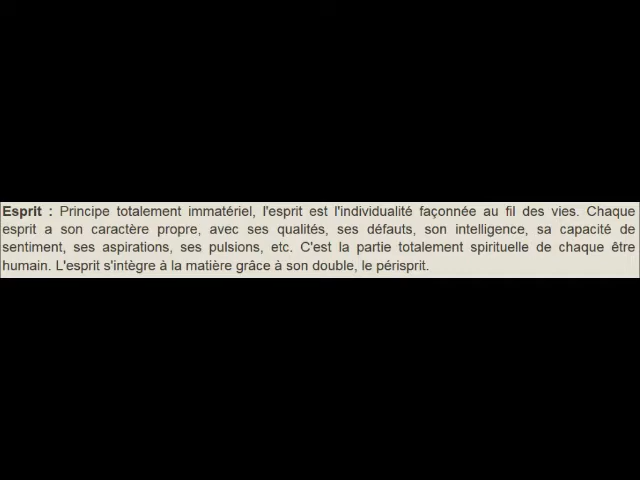 Esprit : Principe totalement immatériel, l'esprit est l'individualité façonnée au fil des vies. Chaque
esprit a son caractère propre, avec ses qualités, ses défauts, son intelligence, sa capacité de
sentiment, ses aspirations, ses pulsions, etc. C'est la partie totalement spirituelle de chaque être
humain. L'esprit s'intègre à la matière grâce à son double, le périsprit.